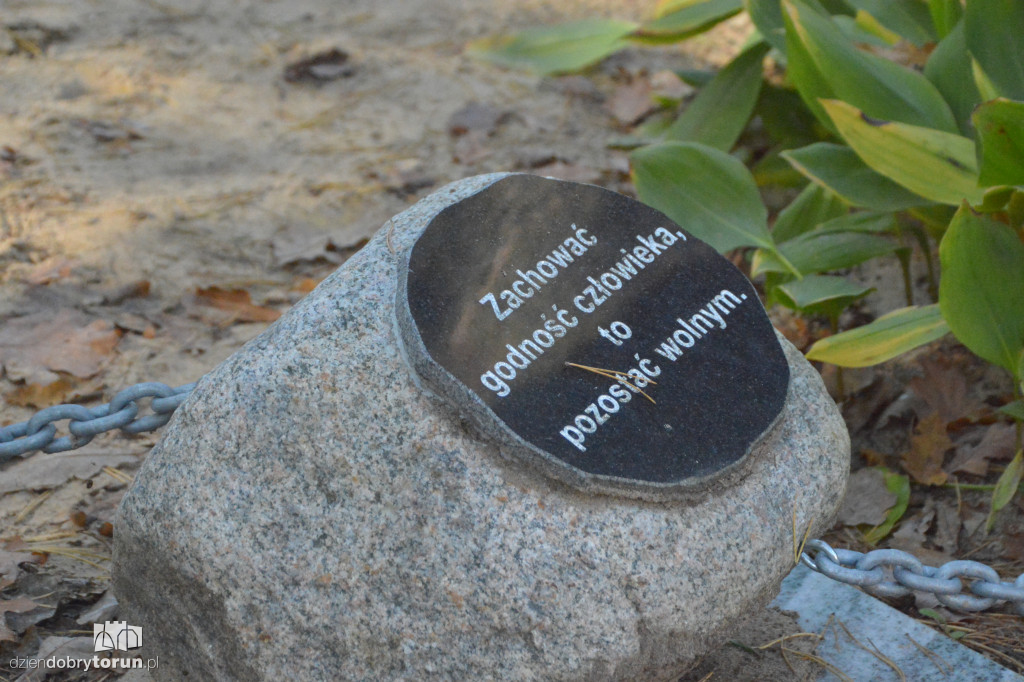 Zachować
godność człowieka,
to
pozostać wolnym.
dziendobrytorun.pl